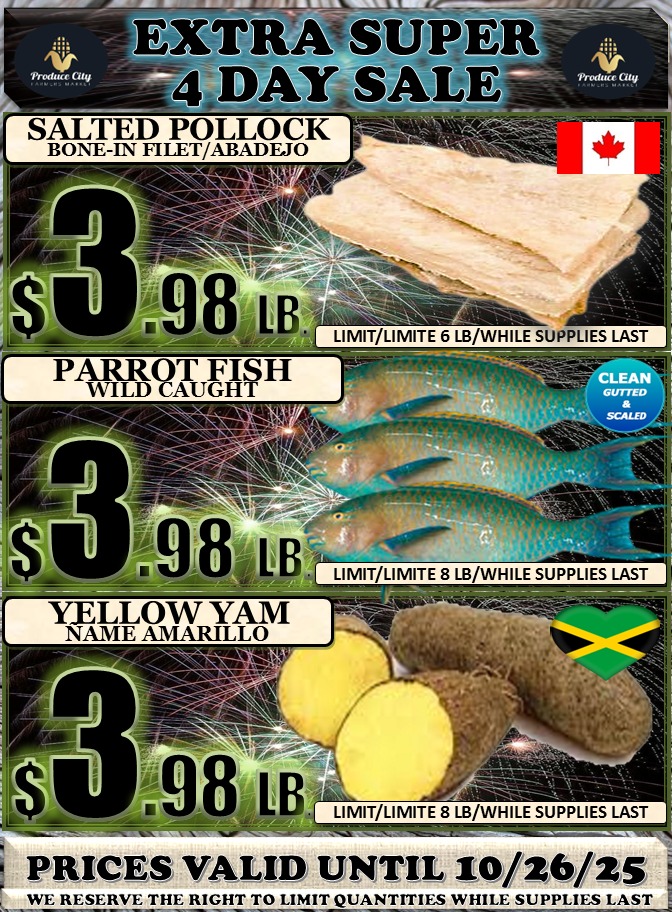 Produce City
FARMERS MARKET
EXTRA SUPER
4 DAY SALE
Produce City
FARMERS MARKET
SALTED POLLOCK
BONE-IN FILET/ABADEJO
$3.98 LB.
LIMIT/LIMITE 6 LB/WHILE SUPPLIES LAST
PARROT FISH
WILD CAUGHT
CLEAN
GUTTED
&
SCALED
$3.98 LB.
LIMIT/LIMITE 8 LB/WHILE SUPPLIES LAST
YELLOW YAM
ÑAME AMARILLO
$3.98 LB.
LIMIT/LIMITE 8 LB/WHILE SUPPLIES LAST
PRICES VALID UNTIL 10/26/25
WE RESERVE THE RIGHT TO LIMIT QUANTITIES WHILE SUPPLIES LAST